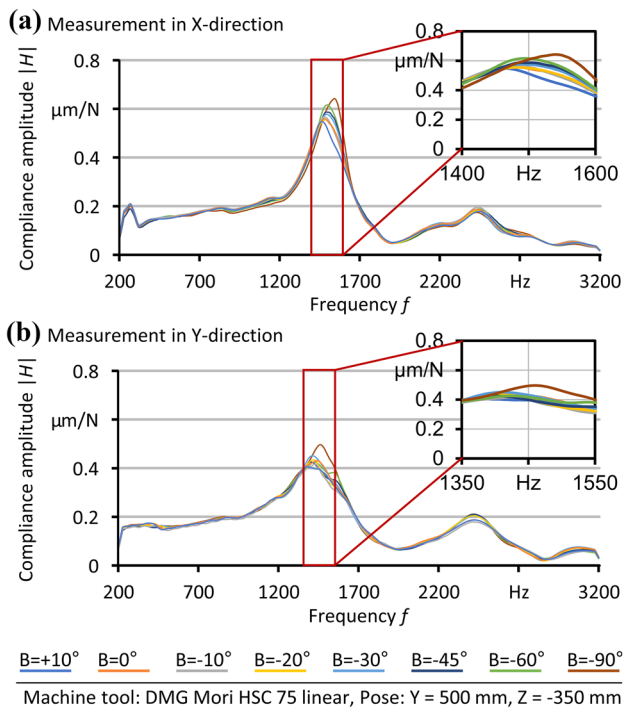 (a) Measurement in X-direction
Compliance amplitude |H|
0.8
µm/N
0.4
0.2
0
200 700 1200 1700 2200 Hz 3200
Frequency f
0.8
µm/N
0.4
0.2
0
1400 Hz 1600
(b) Measurement in Y-direction
Compliance amplitude |H|
0.8
µm/N
0.4
0.2
0
200 700 1200 1700 2200 Hz 3200
Frequency f
0.8
µm/N
0.4
0.2
0
1350 Hz 1550
B=+10° B=0° B=-10° B=-20° B=-30° B=-45° B=-60° B=-90°
Machine tool: DMG Mori HSC 75 linear, Pose: Y = 500 mm, Z = -350 mm